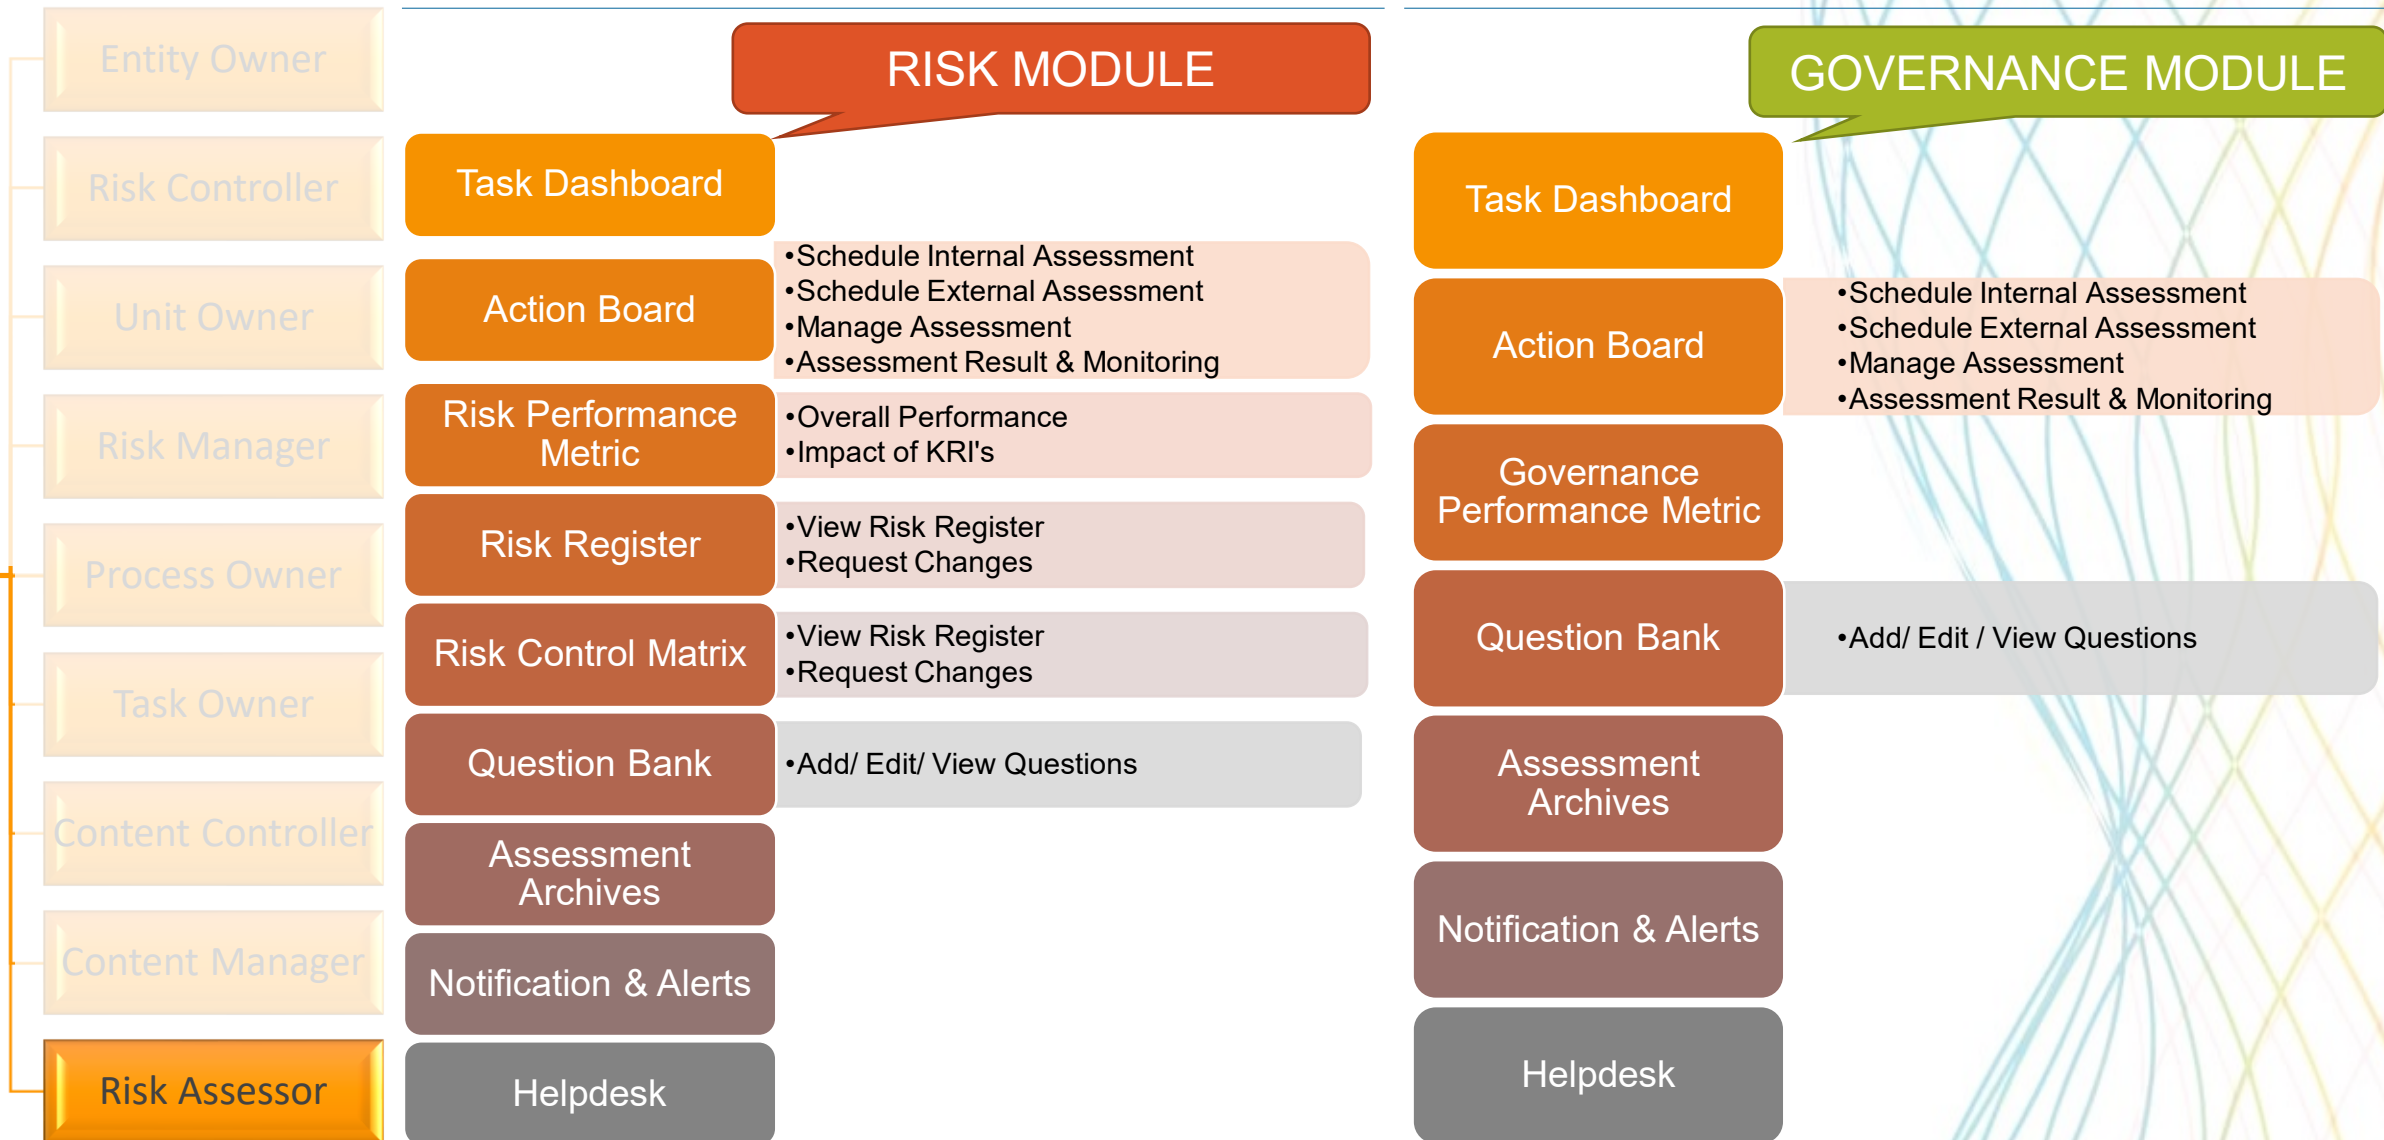 Entity Owner
Risk Controller
Unit Owner
Risk Manager
Process Owner
Task Owner
Content Controller
Content Manager
Risk Assessor
RISK MODULE
Task Dashboard
Action Board
•Schedule Internal Assessment
•Schedule External Assessment
•Manage Assessment
•Assessment Result & Monitoring
Risk Performance
Metric
•Overall Performance
•Impact of KRI's
Risk Register
•View Risk Register
•Request Changes
Risk Control Matrix
•View Risk Register
•Request Changes
Question Bank
•Add/ Edit/ View Questions
Assessment
Archives
Notification & Alerts
Helpdesk
GOVERNANCE MODULE
Task Dashboard
Action Board
•Schedule Internal Assessment
•Schedule External Assessment
•Manage Assessment
•Assessment Result & Monitoring
Governance
Performance Metric
Question Bank
•Add/ Edit / View Questions
Assessment
Archives
Notification & Alerts
Helpdesk